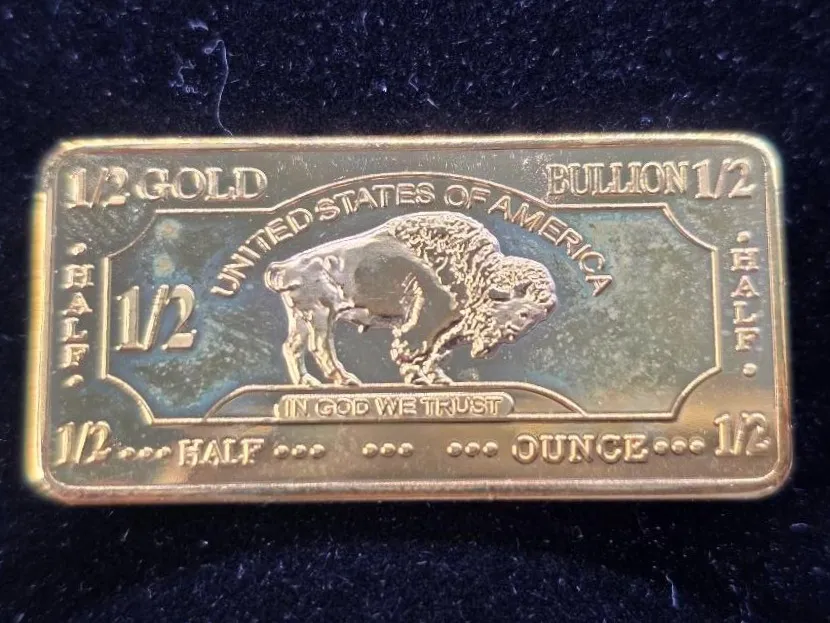 1/2 GOLD BULLION 1/2
UNITED STATES OF AMERICA
·HALF·
1/2
·HALF·
IN GOD WE TRUST
1/2 ••• HALF ••• ••• ••• OUNCE ••• 1/2